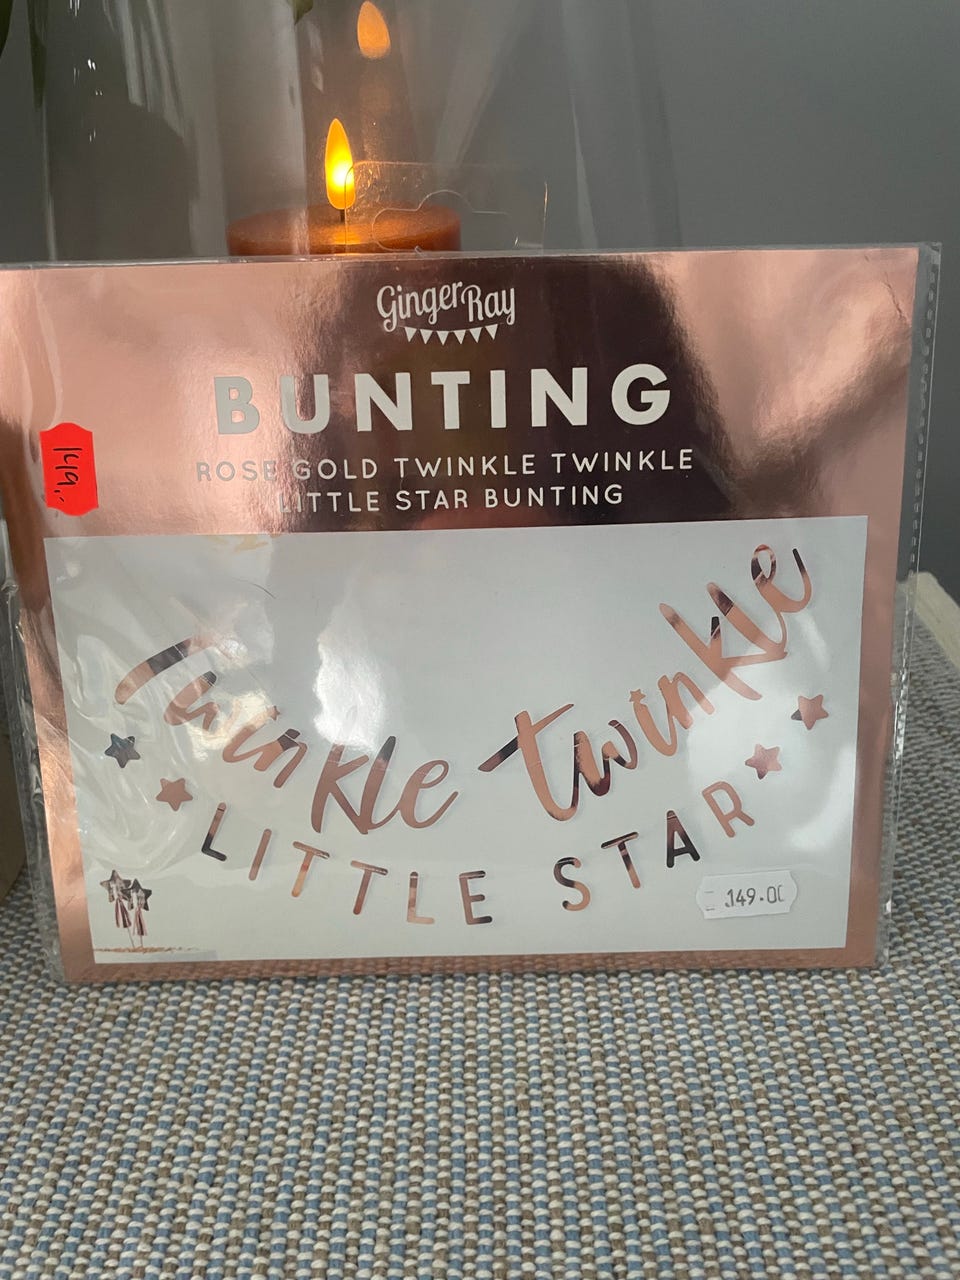 Ginger Ray
BUNTING
ROSE GOLD TWINKLE TWINKLE
LITTLE STAR BUNTING
149,-
Twinkle twinkle
LITTLE STAR
149.00